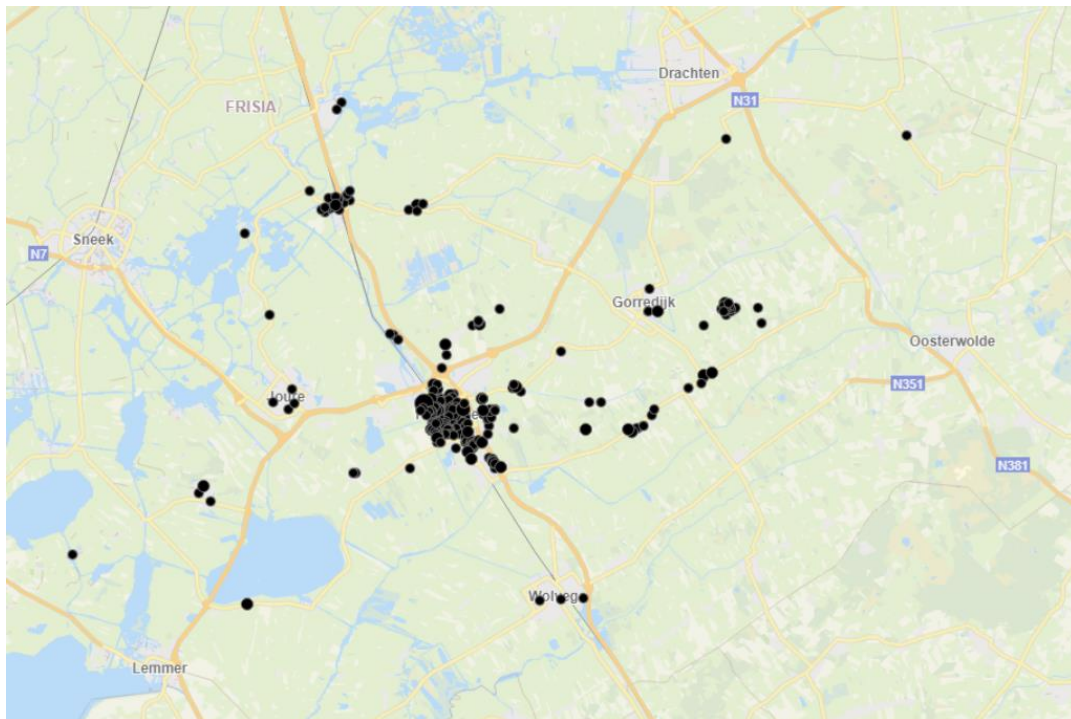 Drachten
N31
FRISIA
Sneek
N7
Gorredijk
Oosterwolde
N351
Joure
N381
Wolvega
Lemmer